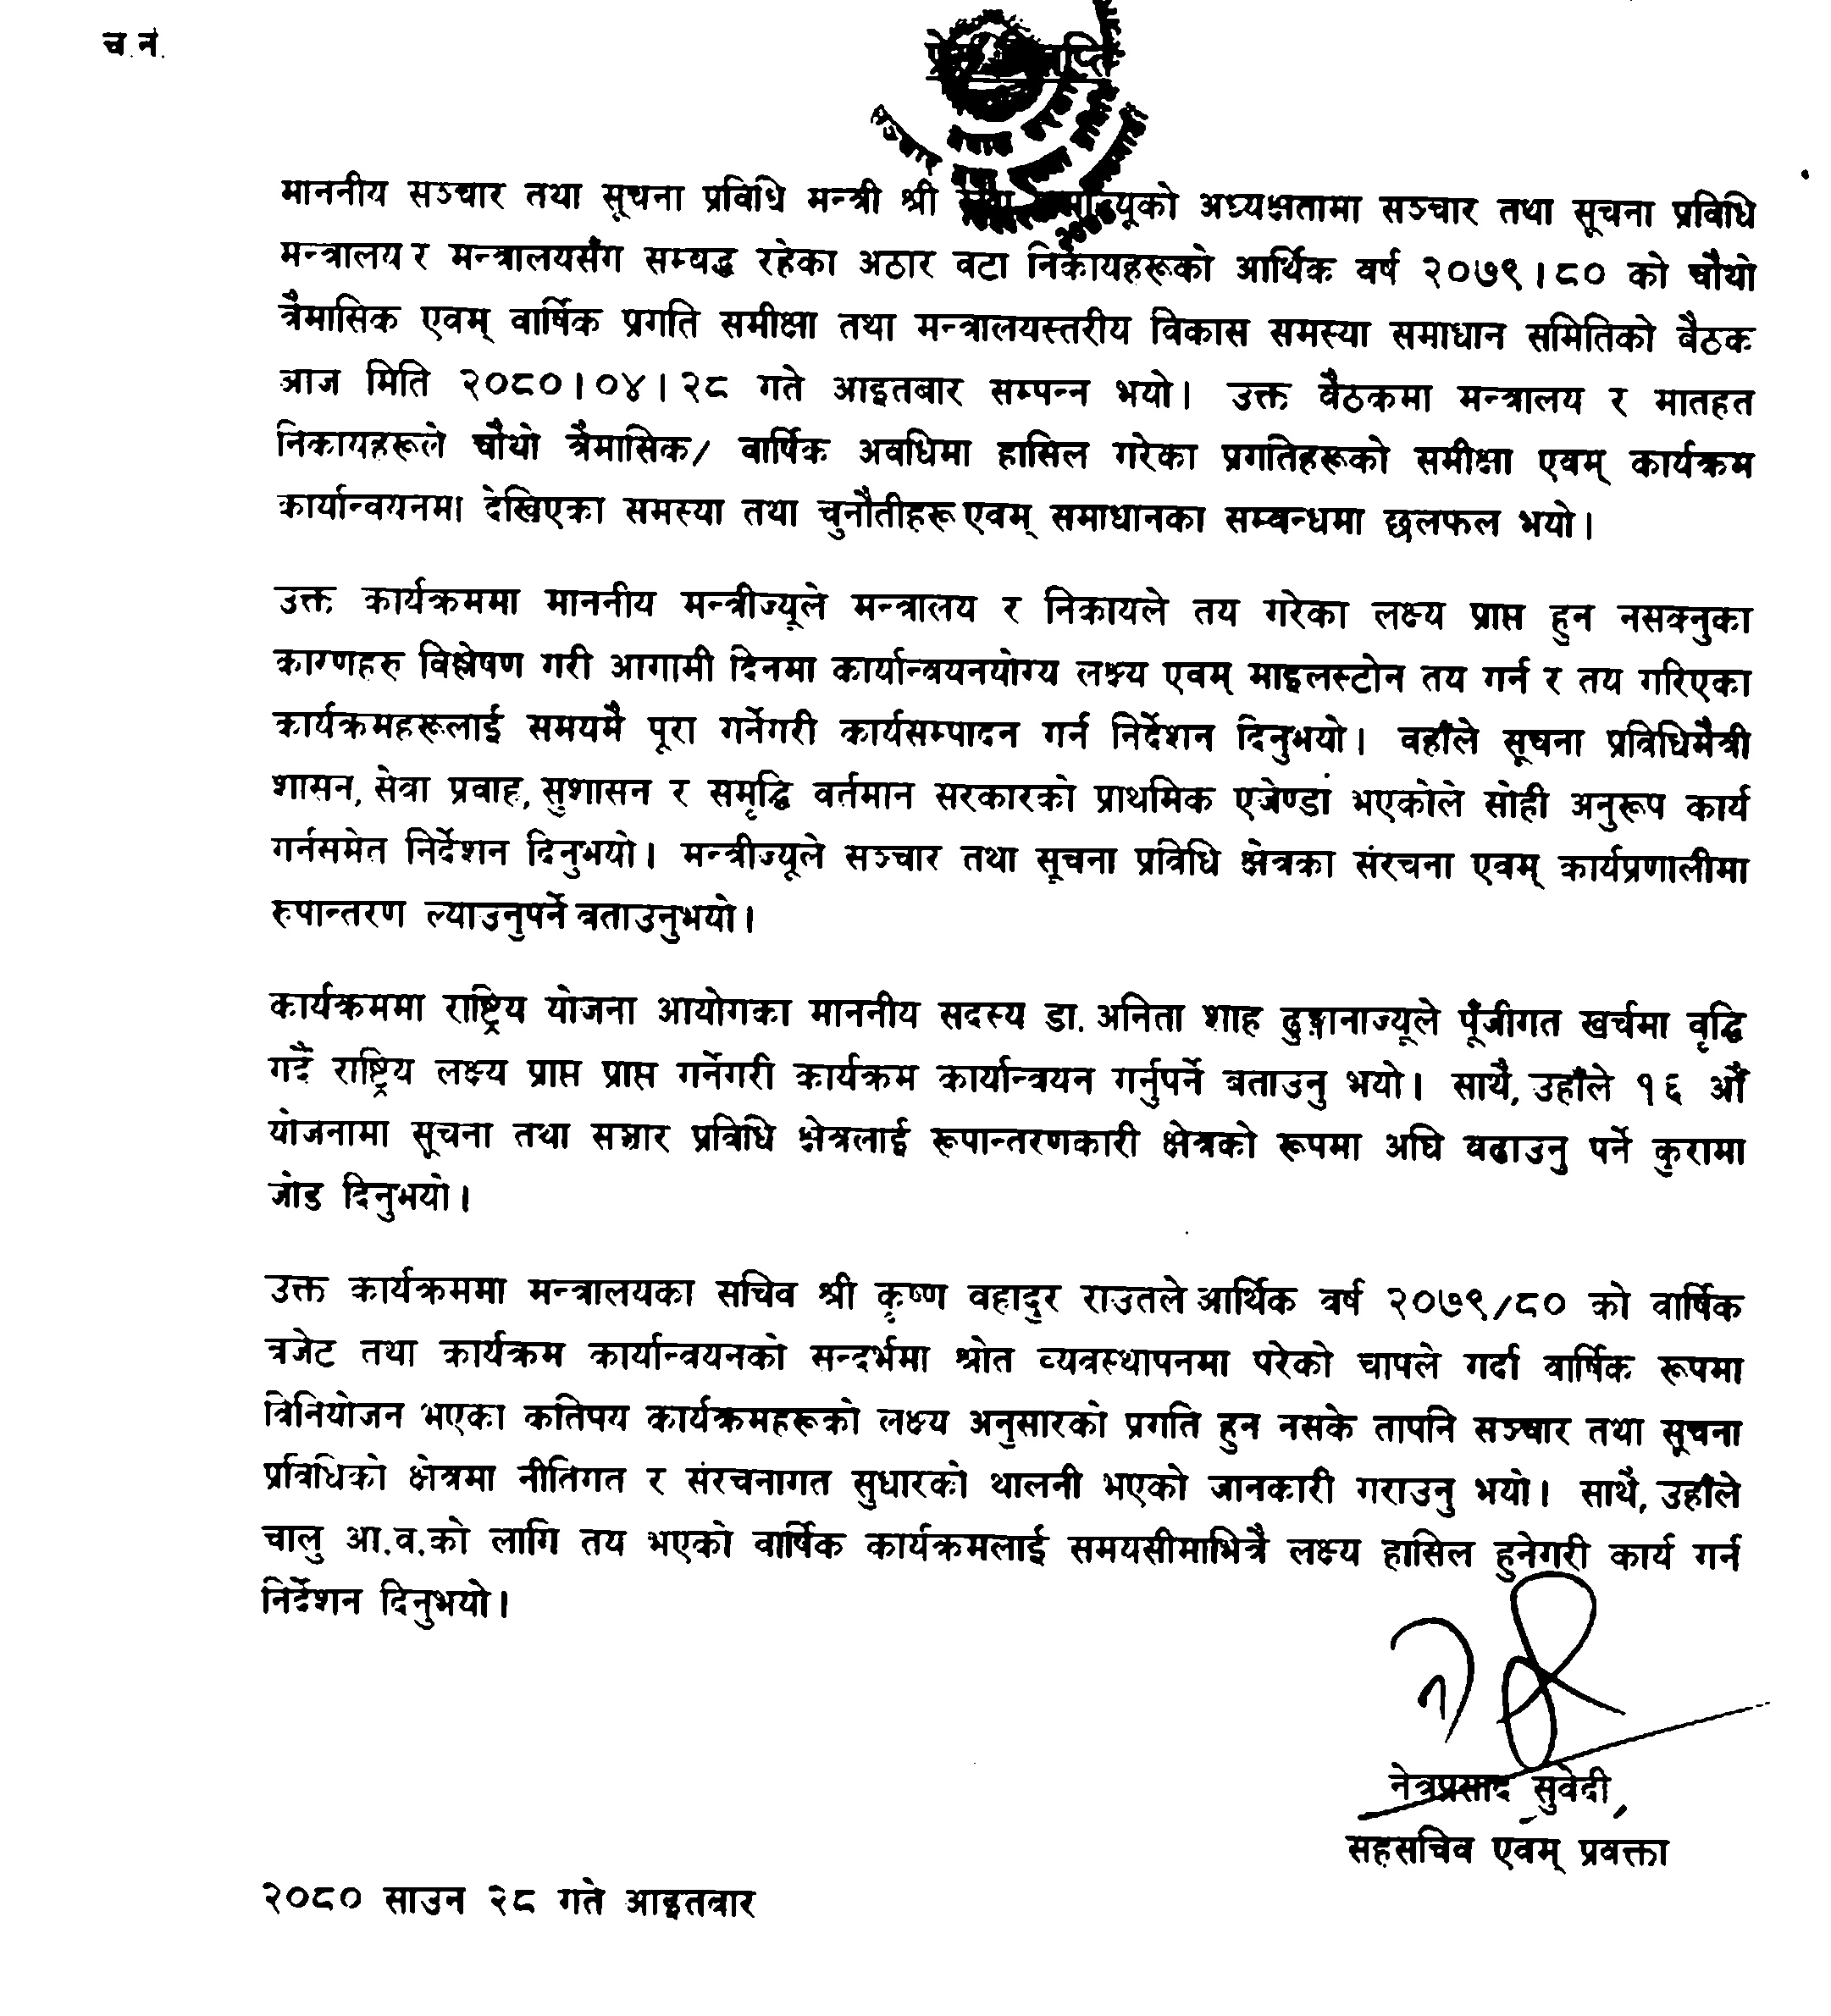 च.नं.
माननीय सञ्चार तथा सूचना प्रविधि मन्त्री श्री अध्यक्षतामा सञ्चार तथा सूचना प्रविधि
मन्त्रालय र मन्त्रालयसँग सम्वद्ध रहेका अठार वटा निकायहरूको आर्थिक वर्ष २०७९।८० को चौथो
त्रैमासिक एवम् वार्षिक प्रगति समीक्षा तथा मन्त्रालयस्तरीय विकास समस्या समाधान समितिको बैठक
आज मिति २०८०।०४।२८ गते आइतबार सम्पन्न भयो। उक्त वैठकमा मन्त्रालय र मातहत
निकायहरूले चौथो त्रैमासिक/ वार्षिक अवधिमा हासिल गरेका प्रगतिहरूको समीक्षा एवम् कार्यक्रम
कार्यान्वयनमा देखिएका समस्या तथा चुनौतीहरू एवम् समाधानका सम्वन्धमा छलफल भयो।
उक्त कार्यक्रममा माननीय मन्त्रीज्यूले मन्त्रालय र निकायले तय गरेका लक्ष्य प्राप्त हुन नसक्नुका
कारणहरु विश्लेषण गरी आगामी दिनमा कार्यान्वयनयोग्य लक्ष्य एवम् माइलस्टोन तय गर्न र तय गरिएका
कार्यक्रमहरूलाई समयमै पूरा गर्नेगरी कार्यसम्पादन गर्न निर्देशन दिनुभयो। वहाँले सूचना प्रविधिमैत्री
शासन, सेवा प्रवाह, सुशासन र समृद्धि वर्तमान सरकारको प्राथमिक एजेण्डा भएकोले सोही अनुरूप कार्य
गर्नसमेत निर्देशन दिनुभयो। मन्त्रीज्यूले सञ्चार तथा सूचना प्रविधि क्षेत्रका संरचना एवम् कार्यप्रणालीमा
रुपान्तरण ल्याउनुपर्ने बताउनुभयो।
कार्यक्रममा राष्ट्रिय योजना आयोगका माननीय सदस्य डा. अनिता शाह ढुङ्गानाज्यूले पूँजीगत खर्चमा वृद्धि
गर्दै राष्ट्रिय लक्ष्य प्राप्त प्राप्त गर्नेगरी कार्यक्रम कार्यान्वयन गर्नुपर्ने बताउनु भयो। साथै, उहाँले १६ औं
योजनामा सूचना तथा सञ्चार प्रविधि क्षेत्रलाई रूपान्तरणकारी क्षेत्रको रूपमा अघि वढाउनु पर्ने कुरामा
जोड दिनुभयो।
उक्त कार्यक्रममा मन्त्रालयका सचिव श्री कृष्ण वहादुर राउतले आर्थिक वर्ष २०७९/८० को वार्षिक
बजेट तथा कार्यक्रम कार्यान्वयनको सन्दर्भमा श्रोत व्यवस्थापनमा परेको चापले गर्दा वार्षिक रूपमा
विनियोजन भएका कतिपय कार्यक्रमहरूको लक्ष्य अनुसारको प्रगति हुन नसके तापनि सञ्चार तथा सूचना
प्रविधिको क्षेत्रमा नीतिगत र संरचनागत सुधारको थालनी भएको जानकारी गराउनु भयो। साथै, उहाँले
चालु आ.व.को लागि तय भएको वार्षिक कार्यक्रमलाई समयसीमाभित्रै लक्ष्य हासिल हुनेगरी कार्य गर्न
निर्देशन दिनुभयो।
नेत्रप्रसाद सुवेदी
सहसचिव एवम् प्रवक्ता
२०८० साउन २८ गते आइतबार